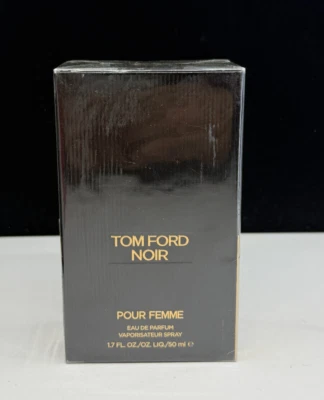 TOM FORD
NOIR
POUR FEMME
EAU DE PARFUM
VAPORISATEUR SPRAY
1.7 FL. OZ./OZ. LIQ./50 ml ℮